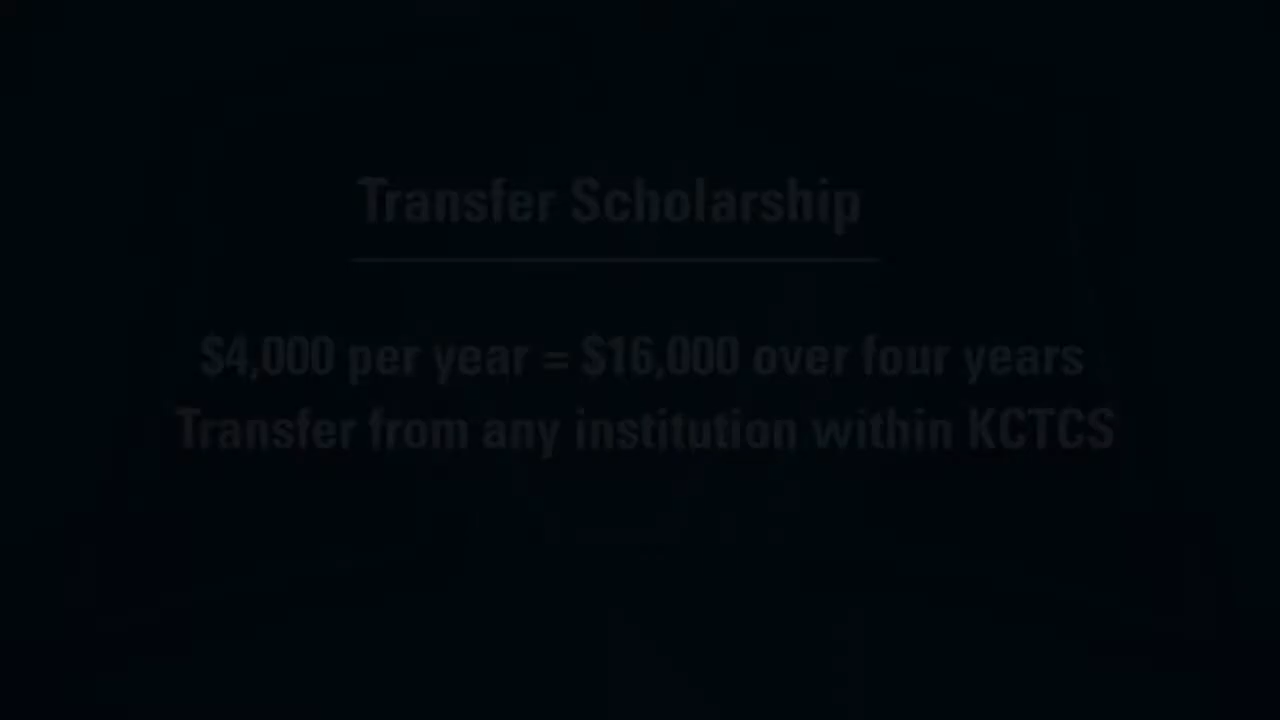 Transfer Scholarship
$4,000 per year = $16,000 over four years
Transfer from any institution within KCTCS